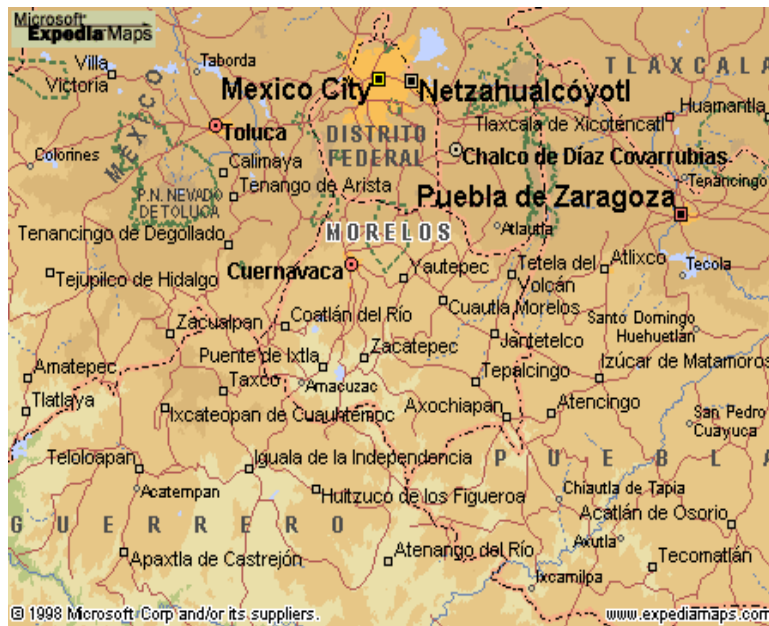 Microsoft
Expedia Maps
Villa
Victoria
Taborda
Mexico City
Netzahualcóyotl
TLAXCALA
Huamantla
MÉXICO
Toluca
DISTRITO
FEDERAL
Tlaxcala de Xicoténcatl
Colorines
Calimaya
Chalco de Díaz Covarrubias
Tenancingo
P.N. NEVADO
DE TOLUCA
Tenango de Arista
Puebla de Zaragoza
Tenancingo de Degollado
MORELOS
Atlautla
Tejupilco de Hidalgo
Cuernavaca
Yautepec
Tetela del
Volcán
Atlixco
Tecola
Zacualpan
Coatlán del Río
Cuautla Morelos
Santo Domingo
Huehuetlán
Puente de Ixtla
Zacatepec
Jantetelco
Izúcar de Matamoros
Amatepec
Taxco
Amacuzac
Tepalcingo
Tlatlaya
Ixcateopan de Cuauhtémoc
Axochiapan
Atencingo
San Pedro
Cuayuca
Teloloapan
Iguala de la Independencia
PUEBLA
Acatempan
Huitzuco de los Figueroa
Chiautla de Tapia
Acatlán de Osorio
GUERRERO
Axutla
Apaxtla de Castrejón
Atenango del Río
Tecomatlán
Ixcamilpa
© 1998 Microsoft Corp and/or its suppliers.
www.expediamaps.com